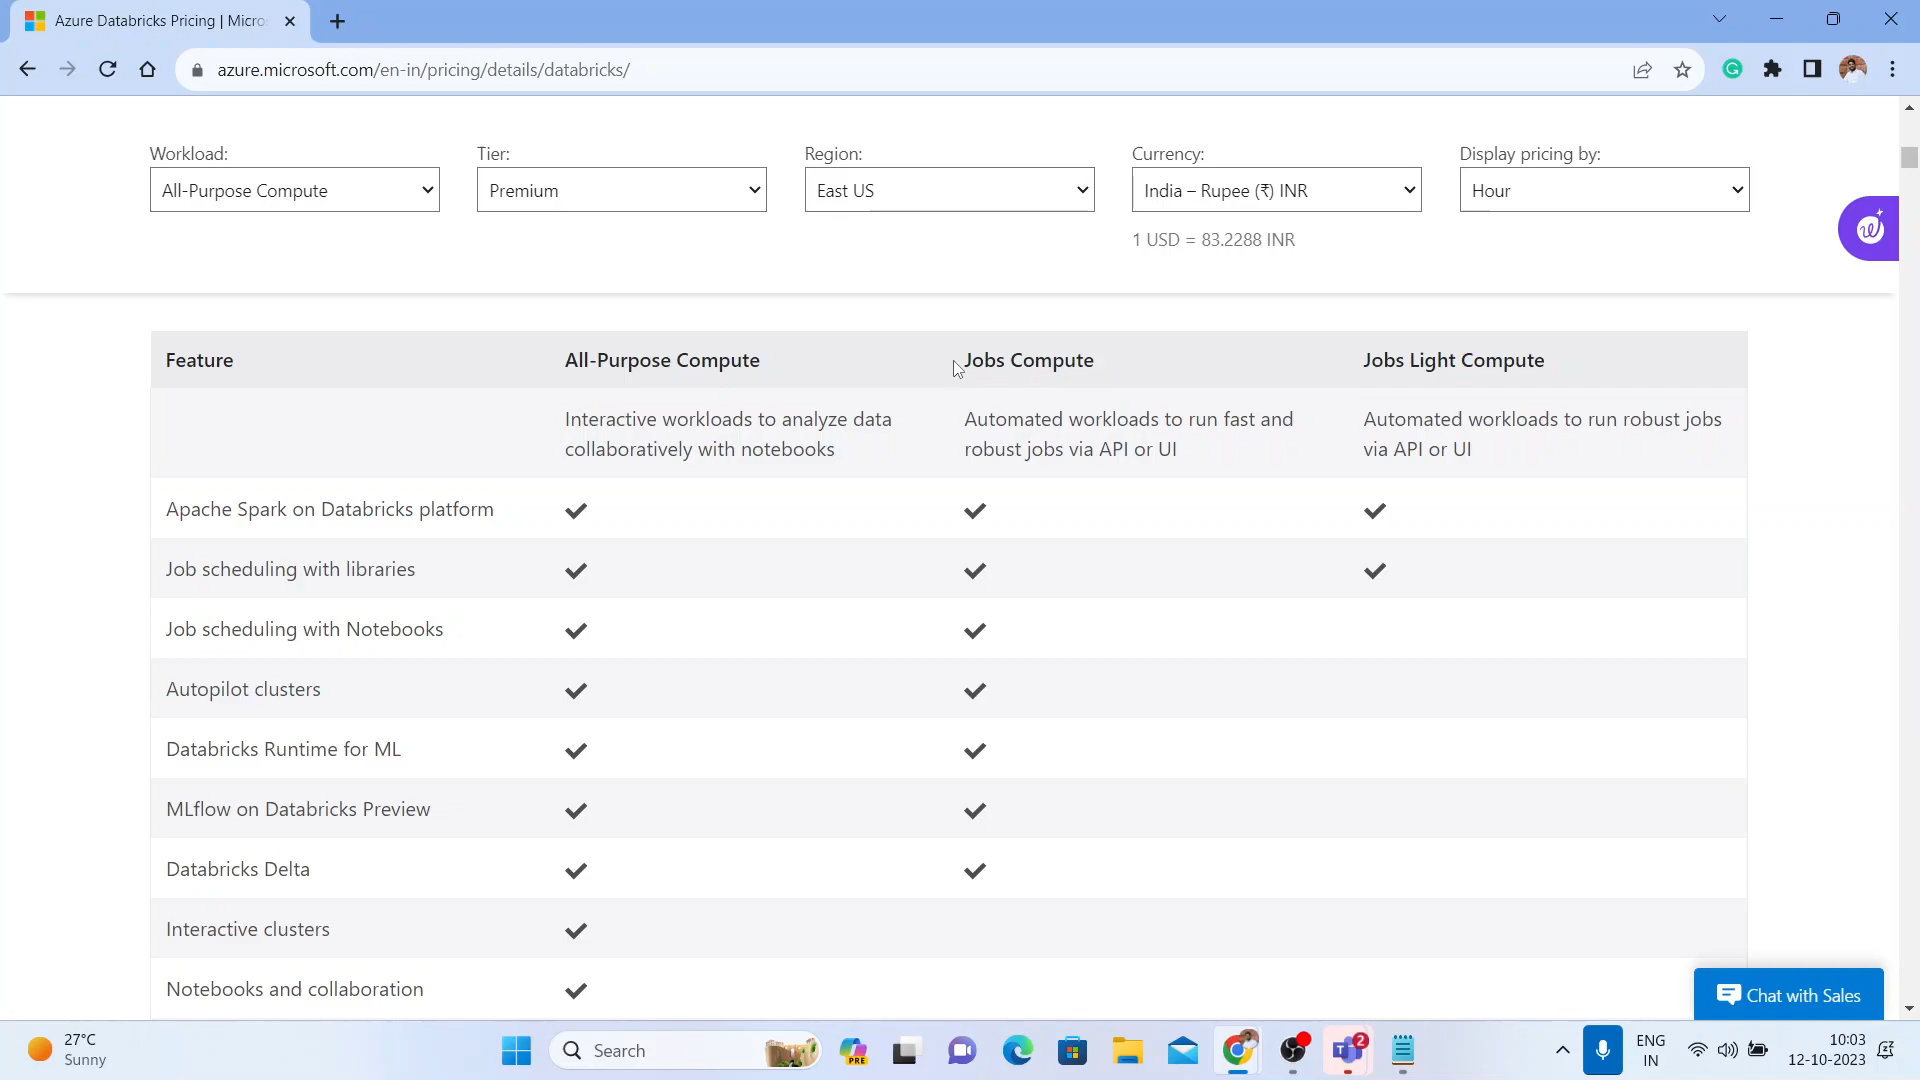 Azure Databricks Pricing | Micro
azure.microsoft.com/en-in/pricing/details/databricks/
Workload: Tier: Region: Currency: Display pricing by:
All-Purpose Compute Premium East US India – Rupee (₹) INR Hour
1 USD = 83.2288 INR
Feature All-Purpose Compute Jobs Compute Jobs Light Compute
Interactive workloads to analyze data Automated workloads to run fast and Automated workloads to run robust jobs
collaboratively with notebooks robust jobs via API or UI via API or UI
Apache Spark on Databricks platform
Job scheduling with libraries
Job scheduling with Notebooks
Autopilot clusters
Databricks Runtime for ML
MLflow on Databricks Preview
Databricks Delta
Interactive clusters
Notebooks and collaboration
Chat with Sales
27°C
Sunny
Search
PRE
2
ENG
IN
10:03
12-10-2023